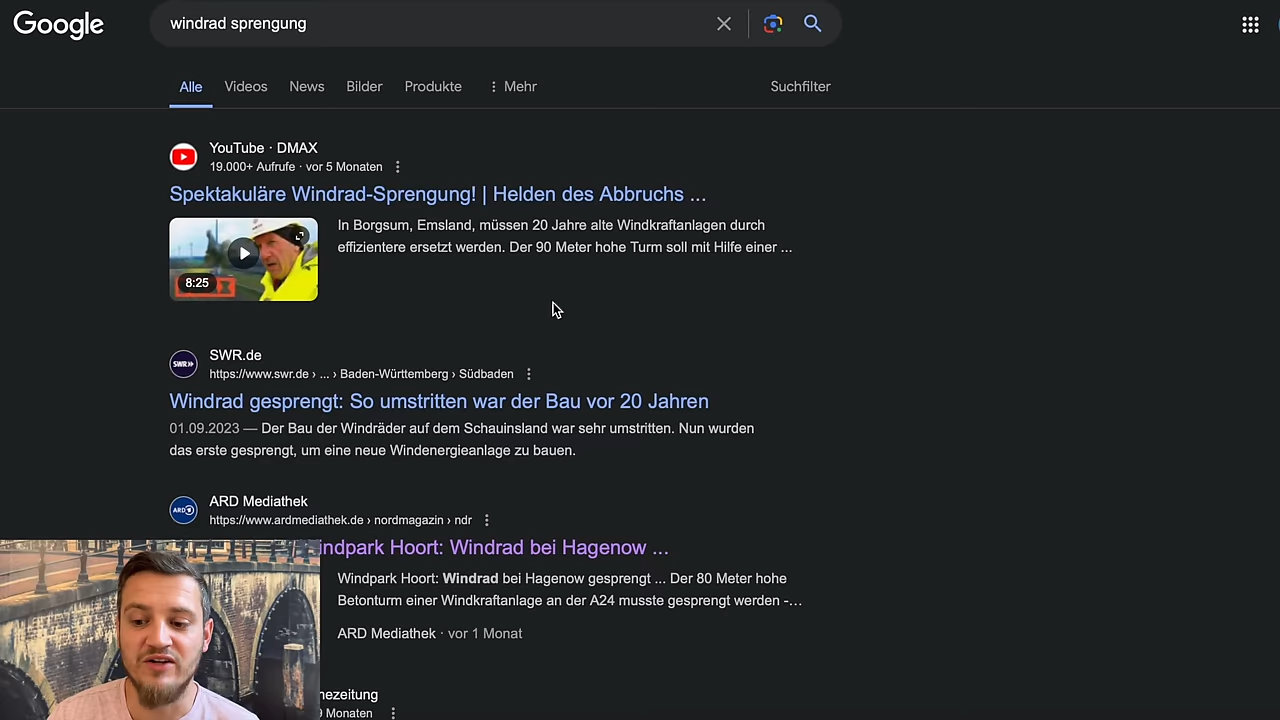 Google
windrad sprengung
Alle Videos News Bilder Produkte Mehr Suchfilter
YouTube · DMAX
19.000+ Aufrufe · vor 5 Monaten
Spektakuläre Windrad-Sprengung! | Helden des Abbruchs ...
In Borgsum, Emsland, müssen 20 Jahre alte Windkraftanlagen durch
effizientere ersetzt werden. Der 90 Meter hohe Turm soll mit Hilfe einer ...
8:25
SWR.de
SWR
https://www.swr.de › ... › Baden-Württemberg › Südbaden
Windrad gesprengt: So umstritten war der Bau vor 20 Jahren
01.09.2023 — Der Bau der Windräder auf dem Schauinsland war sehr umstritten. Nun wurden
das erste gesprengt, um eine neue Windenergieanlage zu bauen.
ARD Mediathek
ARD
https://www.ardmediathek.de › nordmagazin › ndr
indpark Hoort: Windrad bei Hagenow ...
Windpark Hoort: Windrad bei Hagenow gesprengt ... Der 80 Meter hohe
Betonturm einer Windkraftanlage an der A24 musste gesprengt werden -...
ARD Mediathek · vor 1 Monat
nezeitung
9 Monaten